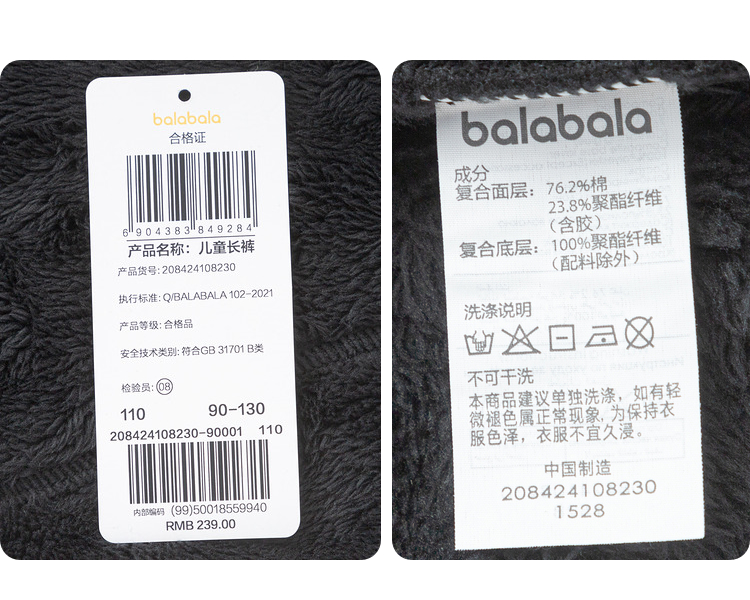 balabala
合格证
6 904383 849284
产品名称：儿童长裤
产品货号: 208424108230
执行标准: Q/BALABALA 102-2021
产品等级: 合格品
安全技术类别: 符合GB 31701 B类
检验员: 08
110 90-130
208424108230-90001 110
内部编码 (99)50018559940
RMB 239.00
balabala
成分
复合面层：76.2%棉
23.8%聚酯纤维
（含胶）
复合底层：100%聚酯纤维
（配料除外）
洗涤说明
不可干洗
本商品建议单独洗涤，如有轻
微褪色属正常现象, 为保持衣
服色泽，衣服不宜久浸。
中国制造
208424108230
1528